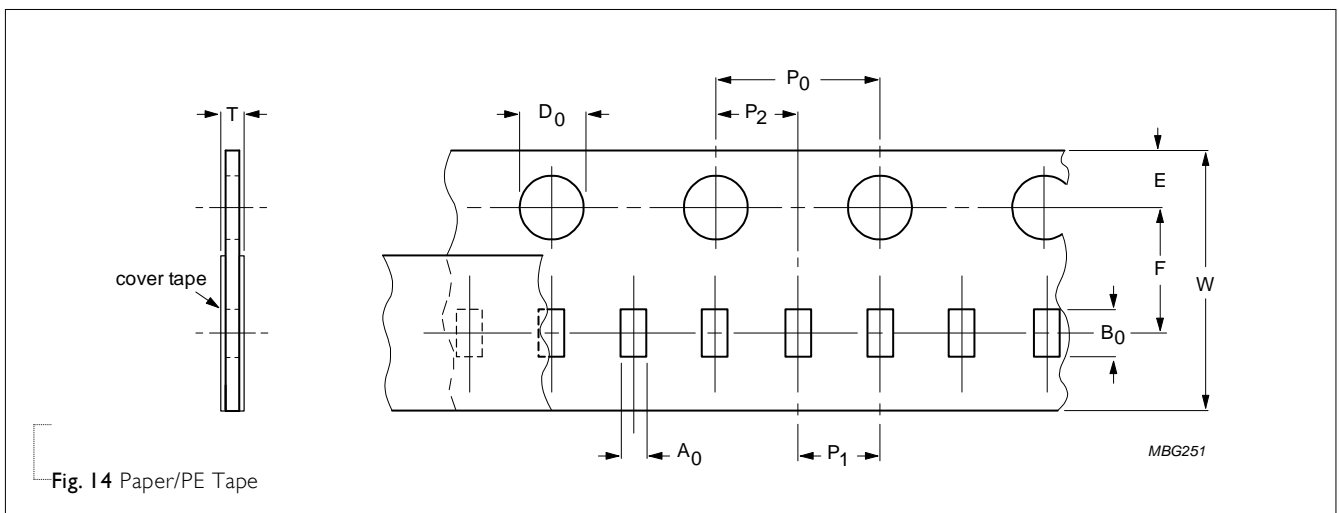 P0
T
D0
P2
E
F
W
cover tape
B0
A0
P1
MBG251
Fig. 14 Paper/PE Tape